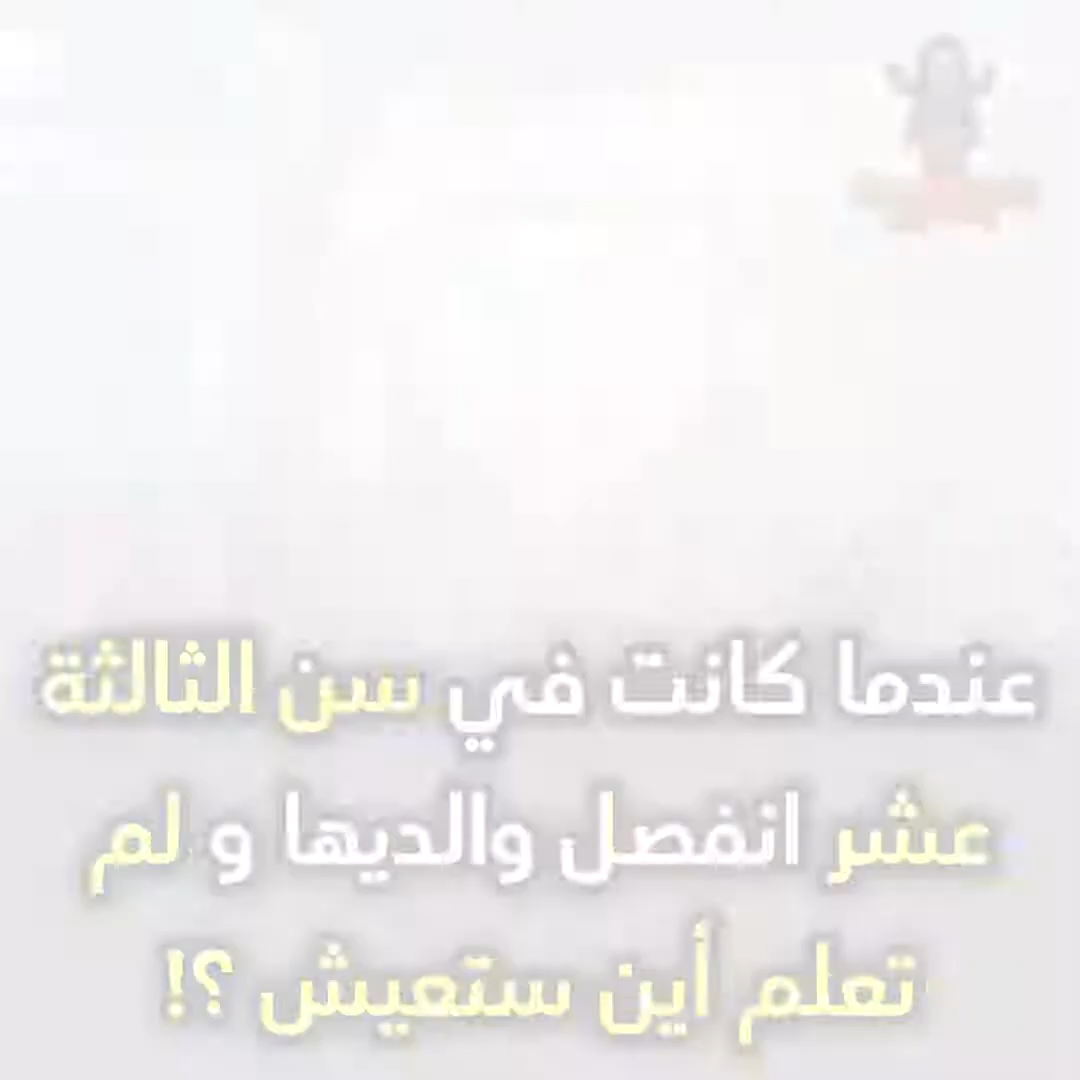 عندما كانت في سن الثالثة
عشر انفصل والديها و لم
تعلم أين ستعيش ؟!